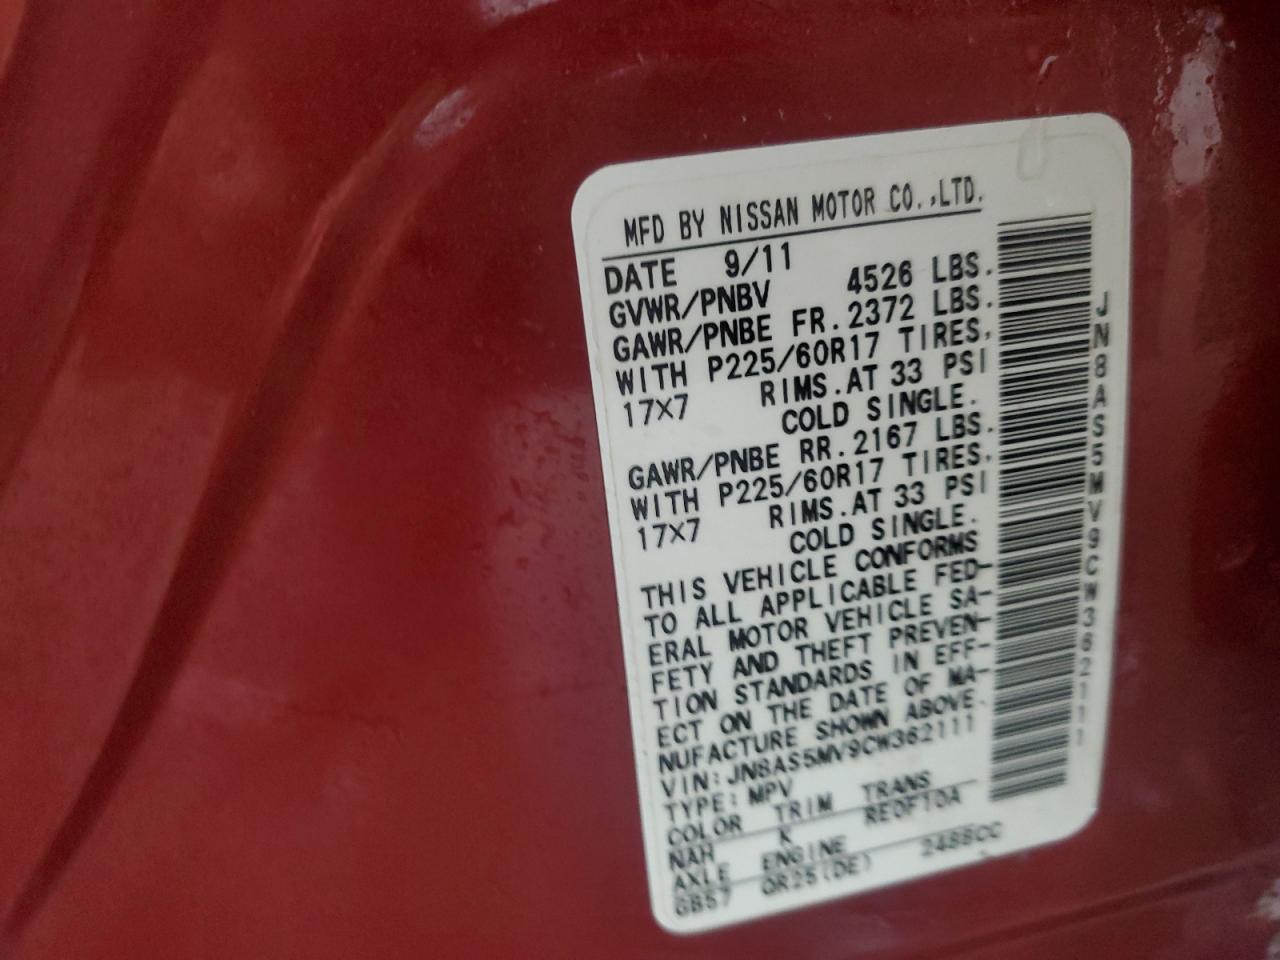 MFD BY NISSAN MOTOR CO.,LTD.
DATE 9/11
GVWR/PNBV 4526 LBS.
GAWR/PNBE FR.2372 LBS.
WITH P225/60R17 TIRES,
17X7 RIMS.AT 33 PSI
COLD SINGLE.
GAWR/PNBE RR.2167 LBS.
WITH P225/60R17 TIRES,
17X7 RIMS.AT 33 PSI
COLD SINGLE.
THIS VEHICLE CONFORMS
TO ALL APPLICABLE FED-
ERAL MOTOR VEHICLE SA-
FETY AND THEFT PREVEN-
TION STANDARDS IN EFF-
ECT ON THE DATE OF MA-
NUFACTURE SHOWN ABOVE.
VIN:JN8AS5MV9CW362111
TYPE:MPV
COLOR TRIM TRANS
NAH K RE0F10A
AXLE ENGINE
GB57 QR25(DE) 2488CC
JN8AS5MV9CW362111